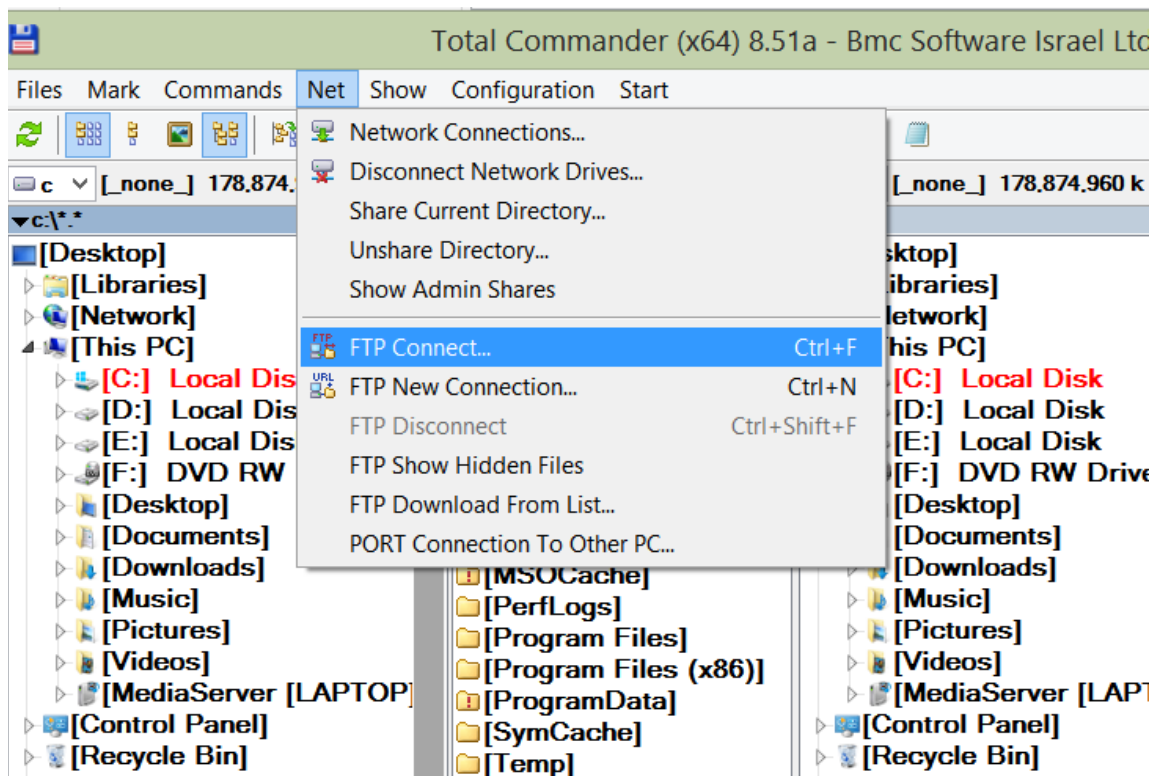 Total Commander (x64) 8.51a - Bmc Software Israel Ltd
Files Mark Commands Net Show Configuration Start
c [_none_] 178.874.
c:\*.*
[Desktop]
[Libraries]
[Network]
[This PC]
[C:] Local Dis
[D:] Local Dis
[E:] Local Dis
[F:] DVD RW
[Desktop]
[Documents]
[Downloads]
[Music]
[Pictures]
[Videos]
[MediaServer [LAPTOP]
[Control Panel]
[Recycle Bin]
Network Connections...
Disconnect Network Drives...
Share Current Directory...
Unshare Directory...
Show Admin Shares
FTP FTP Connect... Ctrl+F
URL FTP New Connection... Ctrl+N
FTP Disconnect Ctrl+Shift+F
FTP Show Hidden Files
FTP Download From List...
PORT Connection To Other PC...
[MSOCache]
[PerfLogs]
[Program Files]
[Program Files (x86)]
[ProgramData]
[SymCache]
[Temp]
[_none_] 178.874.960 k
sktop]
ibraries]
letwork]
his PC]
[C:] Local Disk
[D:] Local Disk
[E:] Local Disk
[F:] DVD RW Drive
[Desktop]
[Documents]
[Downloads]
[Music]
[Pictures]
[Videos]
[MediaServer [LAPT
[Control Panel]
[Recycle Bin]